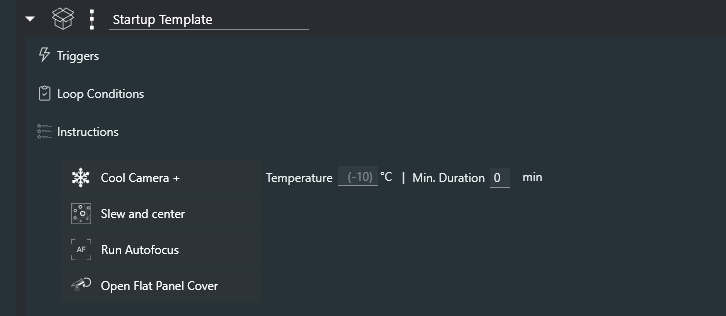 Startup Template
Triggers
Loop Conditions
Instructions
Cool Camera + Temperature (-10) °C | Min. Duration 0 min
Slew and center
AF Run Autofocus
Open Flat Panel Cover